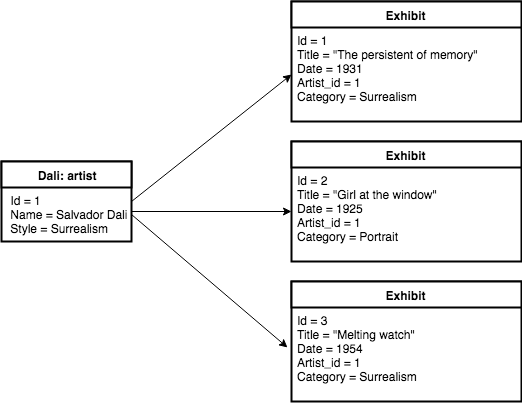 Exhibit
Id = 1
Title = "The persistent of memory"
Date = 1931
Artist_id = 1
Category = Surrealism
Dali: artist
Id = 1
Name = Salvador Dali
Style = Surrealism
Exhibit
Id = 2
Title = "Girl at the window"
Date = 1925
Artist_id = 1
Category = Portrait
Exhibit
Id = 3
Title = "Melting watch"
Date = 1954
Artist_id = 1
Category = Surrealism